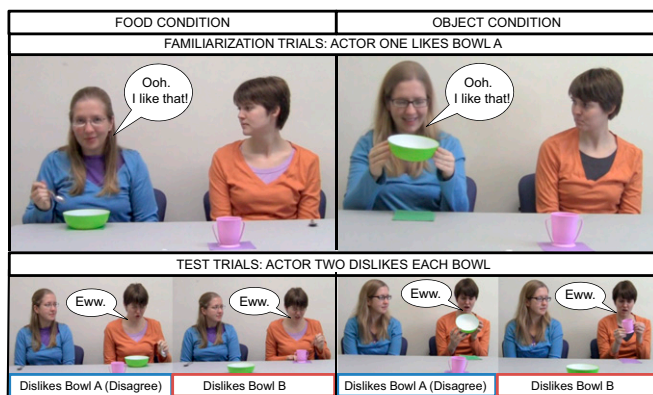 FOOD CONDITION
OBJECT CONDITION
FAMILIARIZATION TRIALS: ACTOR ONE LIKES BOWL A
Ooh.
I like that!
Ooh.
I like that!
TEST TRIALS: ACTOR TWO DISLIKES EACH BOWL
Eww.
Eww.
Eww.
Eww.
Dislikes Bowl A (Disagree)
Dislikes Bowl B
Dislikes Bowl A (Disagree)
Dislikes Bowl B